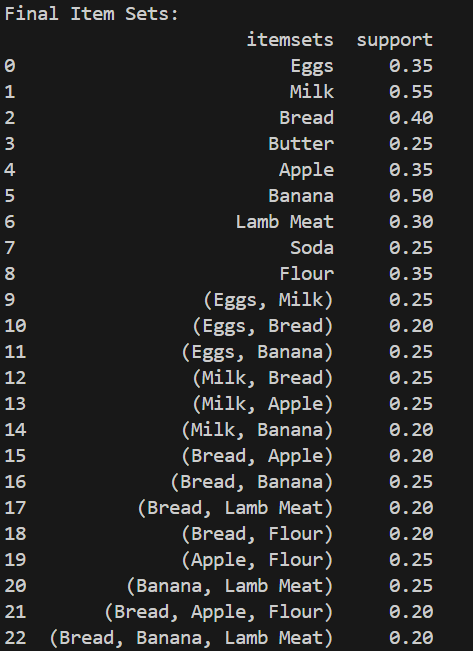 Final Item Sets:
                      itemsets  support
0                         Eggs     0.35
1                         Milk     0.55
2                        Bread     0.40
3                       Butter     0.25
4                        Apple     0.35
5                       Banana     0.50
6                    Lamb Meat     0.30
7                         Soda     0.25
8                        Flour     0.35
9                 (Eggs, Milk)     0.25
10               (Eggs, Bread)     0.20
11              (Eggs, Banana)     0.25
12               (Milk, Bread)     0.25
13               (Milk, Apple)     0.25
14              (Milk, Banana)     0.20
15              (Bread, Apple)     0.20
16             (Bread, Banana)     0.25
17          (Bread, Lamb Meat)     0.20
18              (Bread, Flour)     0.20
19              (Apple, Flour)     0.25
20         (Banana, Lamb Meat)     0.25
21       (Bread, Apple, Flour)     0.20
22  (Bread, Banana, Lamb Meat)     0.20